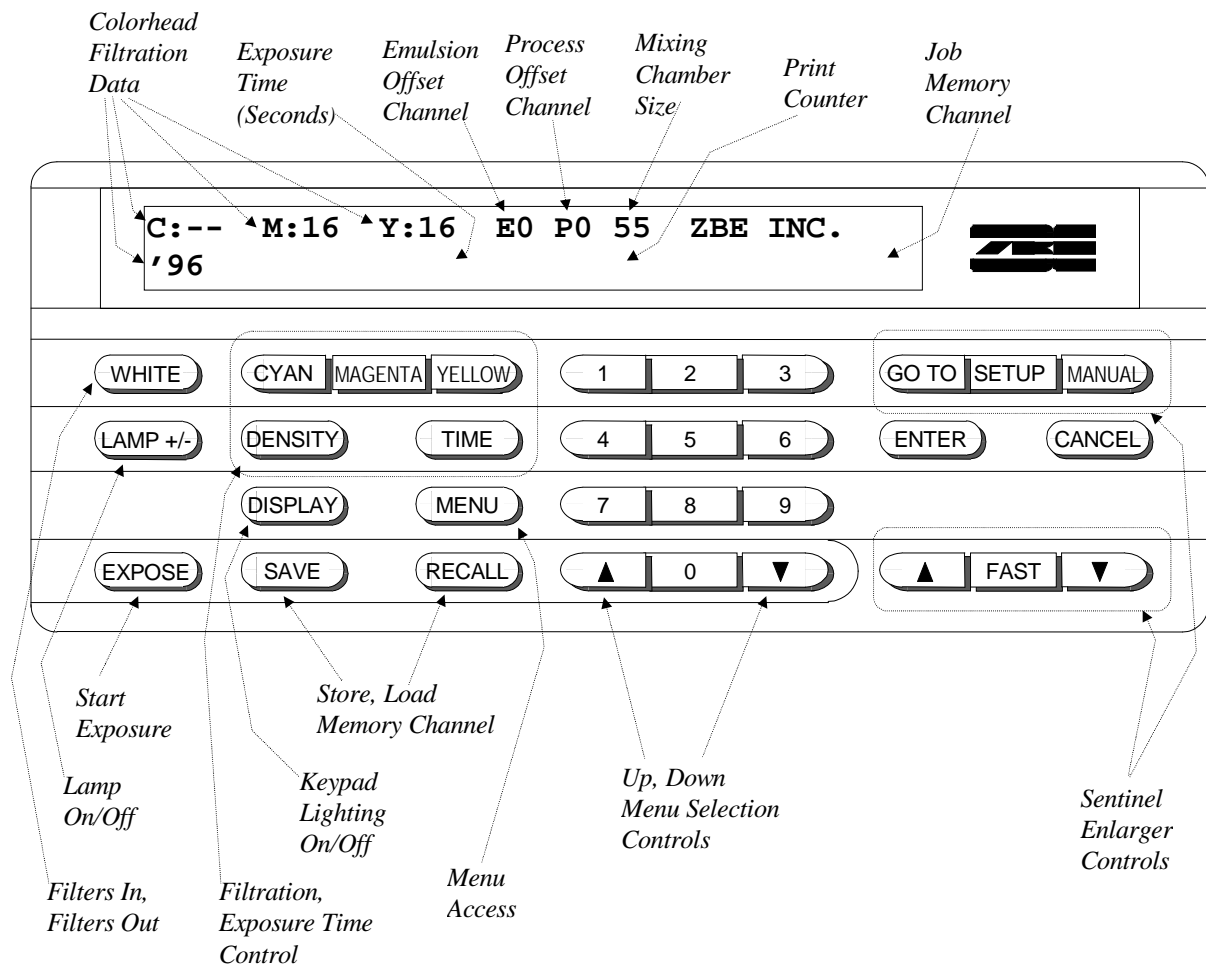 Colorhead
Filtration
Data
Exposure
Time
(Seconds)
Emulsion
Offset
Channel
Process
Offset
Channel
Mixing
Chamber
Size
Print
Counter
Job
Memory
Channel
C:-- M:16 Y:16 E0 P0 55 ZBE INC.
'96
ZBE
WHITE CYAN MAGENTA YELLOW 1 2 3 GO TO SETUP MANUAL
LAMP +/- DENSITY TIME 4 5 6 ENTER CANCEL
DISPLAY MENU 7 8 9
EXPOSE SAVE RECALL ▲ 0 ▼ ▲ FAST ▼
Start
Exposure
Store, Load
Memory Channel
Lamp
On/Off
Keypad
Lighting
On/Off
Up, Down
Menu Selection
Controls
Sentinel
Enlarger
Controls
Filters In,
Filters Out
Filtration,
Exposure Time
Control
Menu
Access